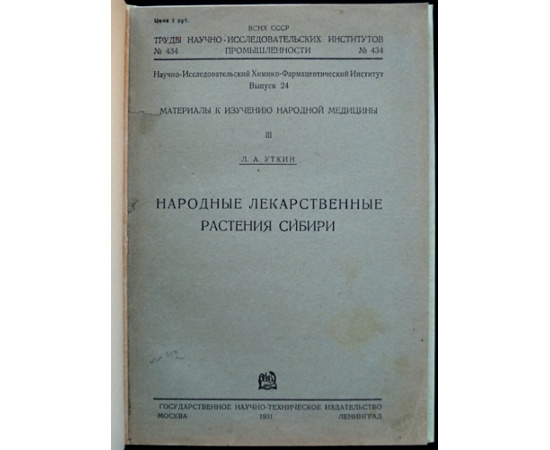 Цена 3 руб.
ВСНХ СССР
ТРУДЫ НАУЧНО-ИССЛЕДОВАТЕЛЬСКИХ ИНСТИТУТОВ
№ 434 ПРОМЫШЛЕННОСТИ № 434
Научно-Исследовательский Химико-Фармацевтический Институт
Выпуск 24
МАТЕРИАЛЫ К ИЗУЧЕНИЮ НАРОДНОЙ МЕДИЦИНЫ
III
Л. А. УТКИН
НАРОДНЫЕ ЛЕКАРСТВЕННЫЕ
РАСТЕНИЯ СИБИРИ
ГОСУДАРСТВЕННОЕ НАУЧНО-ТЕХНИЧЕСКОЕ ИЗДАТЕЛЬСТВО
МОСКВА 1931 ЛЕНИНГРАД